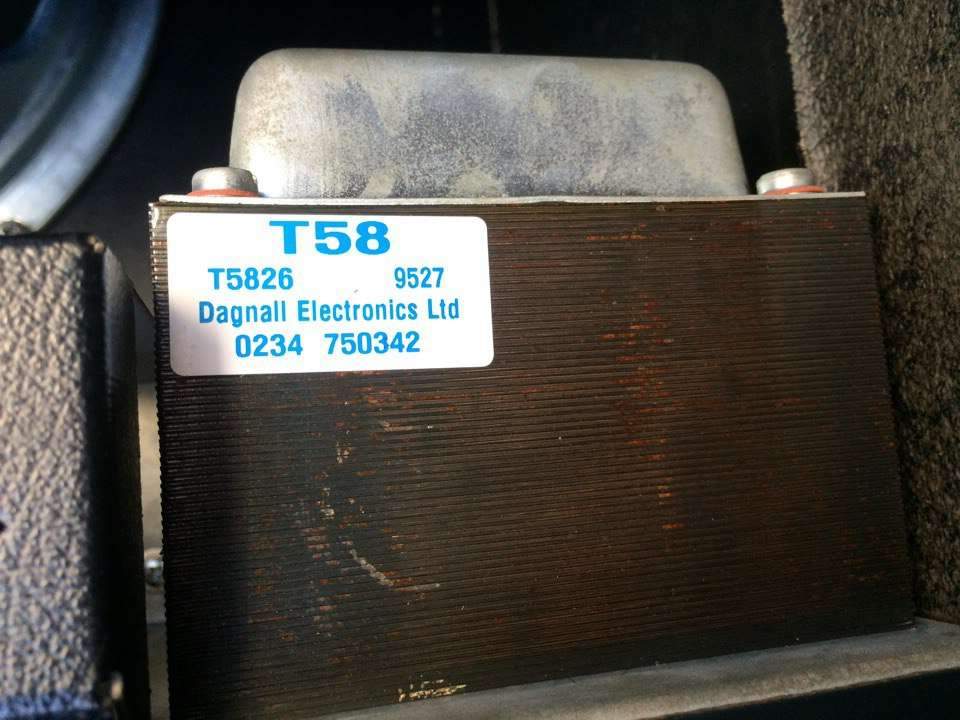 T58
T5826 9527
Dagnall Electronics Ltd
0234 750342